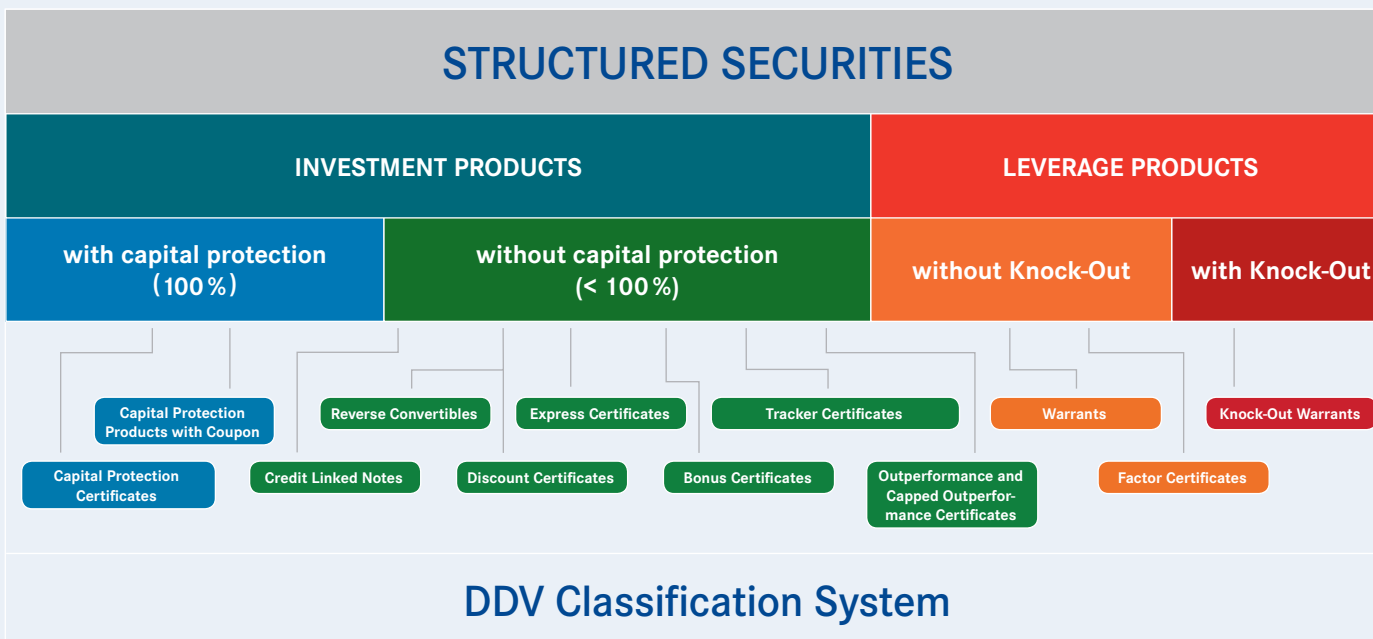 STRUCTURED SECURITIES
INVESTMENT PRODUCTS
LEVERAGE PRODUCTS
with capital protection
(100 %)
without capital protection
(< 100 %)
without Knock-Out
with Knock-Out
Capital Protection
Products with Coupon
Reverse Convertibles
Express Certificates
Tracker Certificates
Warrants
Knock-Out Warrants
Capital Protection
Certificates
Credit Linked Notes
Discount Certificates
Bonus Certificates
Outperformance and
Capped Outperfor-
mance Certificates
Factor Certificates
DDV Classification System